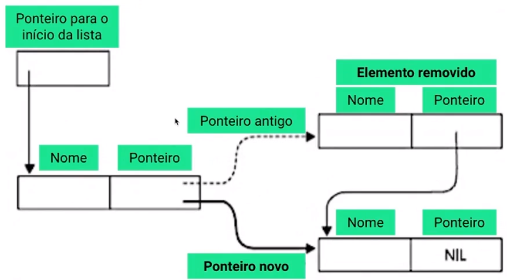 Ponteiro para o
início da lista
Elemento removido
Nome Ponteiro
Ponteiro antigo
Nome Ponteiro
Nome Ponteiro
NIL
Ponteiro novo